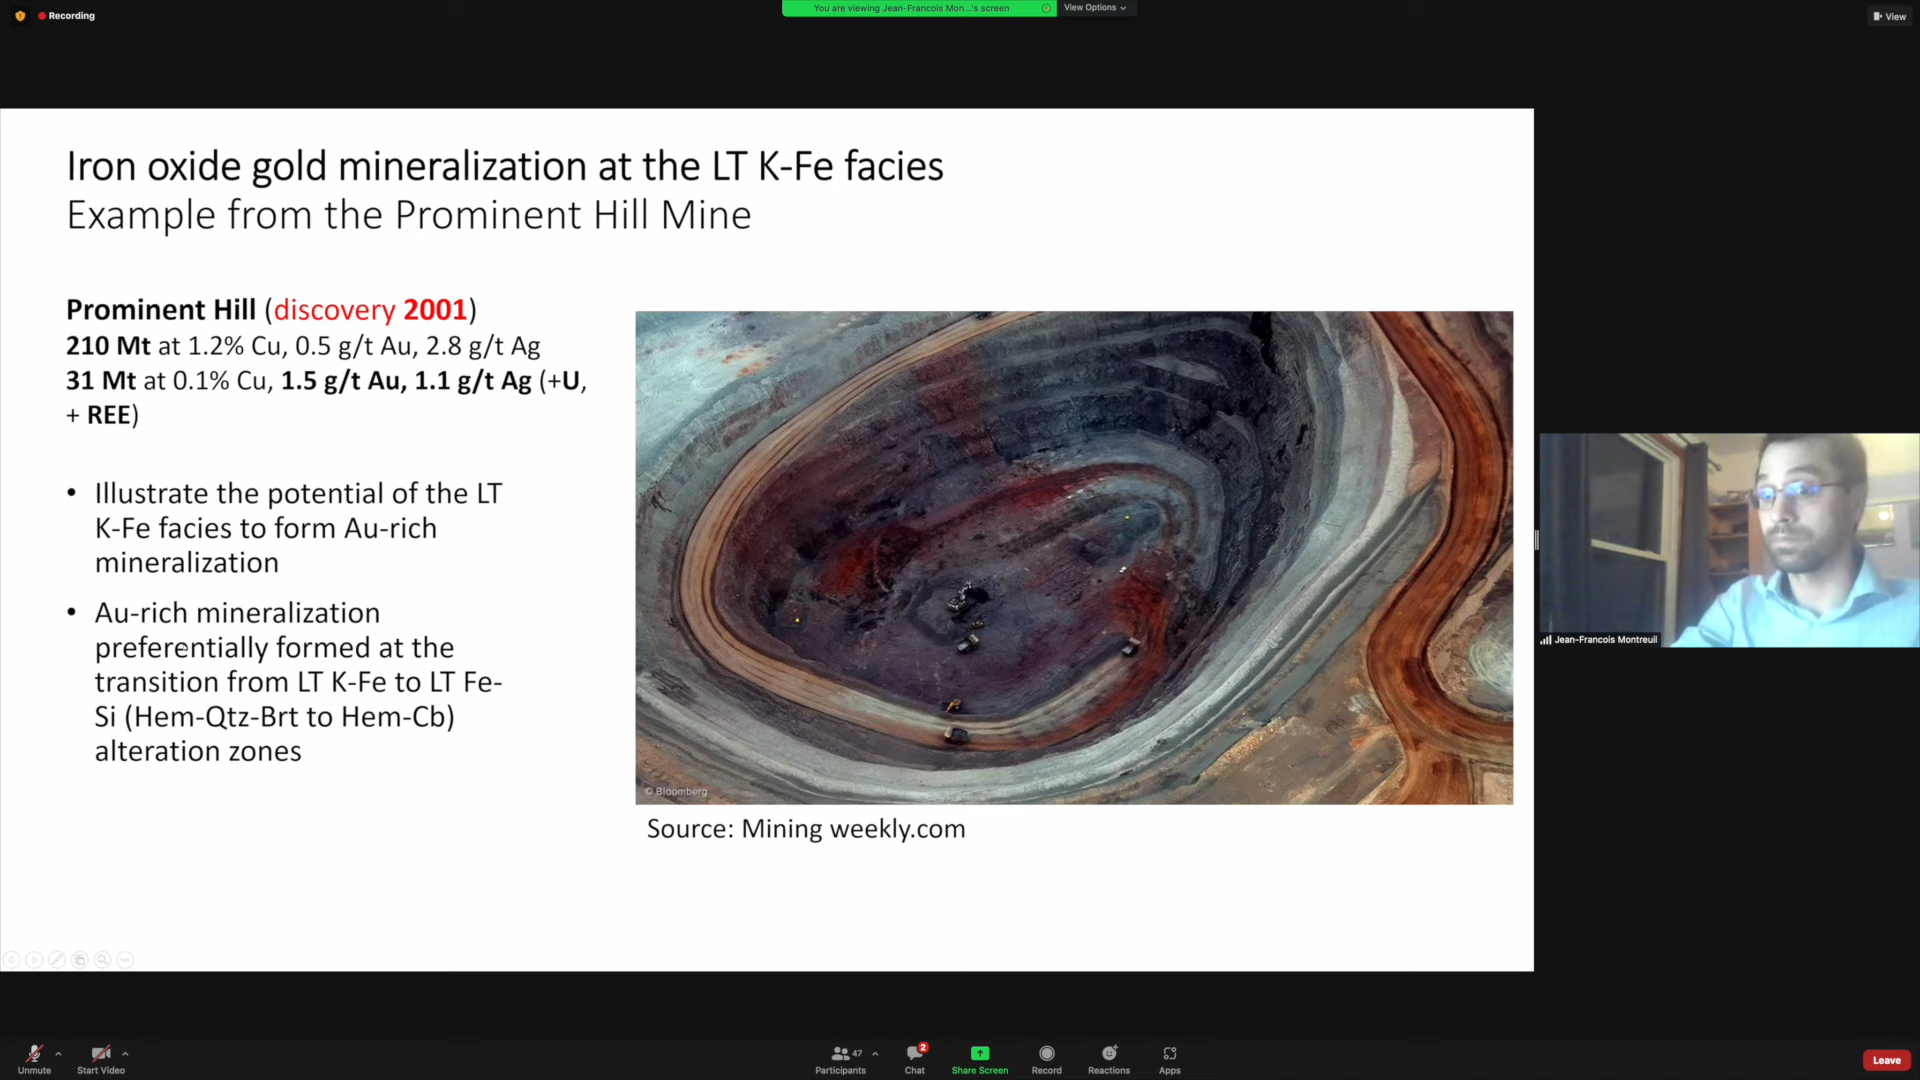 Recording
You are viewing Jean-Francois Mon...'s screen
View Options
View
Iron oxide gold mineralization at the LT K-Fe facies
Example from the Prominent Hill Mine
Prominent Hill (discovery 2001)
210 Mt at 1.2% Cu, 0.5 g/t Au, 2.8 g/t Ag
31 Mt at 0.1% Cu, 1.5 g/t Au, 1.1 g/t Ag (+U,
+ REE)
• Illustrate the potential of the LT
K-Fe facies to form Au-rich
mineralization
• Au-rich mineralization
preferentially formed at the
transition from LT K-Fe to LT Fe-
Si (Hem-Qtz-Brt to Hem-Cb)
alteration zones
© Bloomberg
Source: Mining weekly.com
Jean-Francois Montreuil
Unmute
Start Video
47
Participants
2
Chat
Share Screen
Record
Reactions
Apps
Leave